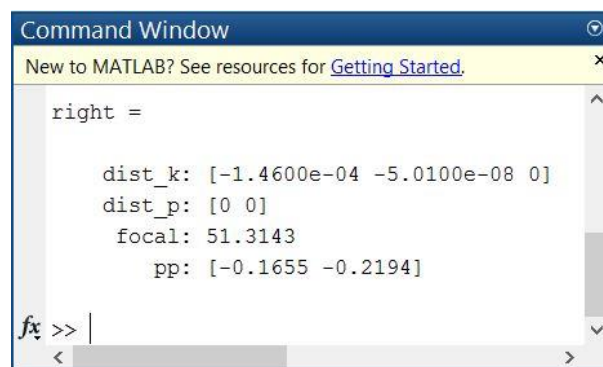 Command Window
New to MATLAB? See resources for Getting Started.
right =
dist_k: [-1.4600e-04 -5.0100e-08 0]
dist_p: [0 0]
focal: 51.3143
pp: [-0.1655 -0.2194]
fx >>